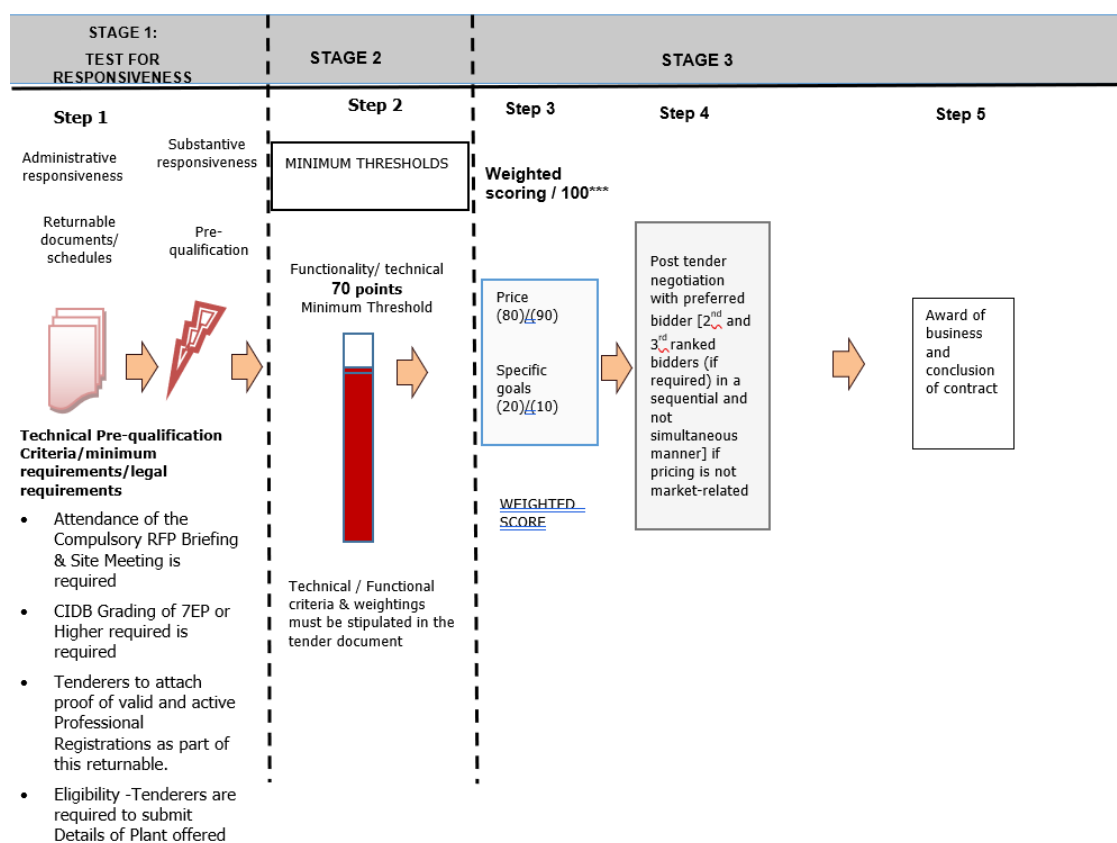 STAGE 1:
TEST FOR
RESPONSIVENESS
STAGE 2
STAGE 3
Step 1
Step 2
Step 3
Step 4
Step 5
Administrative
responsiveness
Substantive
responsiveness
Returnable
documents/
schedules
Pre-
qualification
Technical Pre-qualification
Criteria/minimum
requirements/legal
requirements
• Attendance of the
Compulsory RFP Briefing
& Site Meeting is
required
• CIDB Grading of 7EP or
Higher required is
required
• Tenderers to attach
proof of valid and active
Professional
Registrations as part of
this returnable.
• Eligibility -Tenderers are
required to submit
Details of Plant offered
MINIMUM THRESHOLDS
Functionality/ technical
70 points
Minimum Threshold
Technical / Functional
criteria & weightings
must be stipulated in the
tender document
Weighted
scoring / 100***
Price
(80)/(90)
Specific
goals
(20)/(10)
WEIGHTED
SCORE
Post tender
negotiation
with preferred
bidder [2nd and
3rd ranked
bidders (if
required) in a
sequential and
not
simultaneous
manner] if
pricing is not
market-related
Award of
business
and
conclusion
of contract